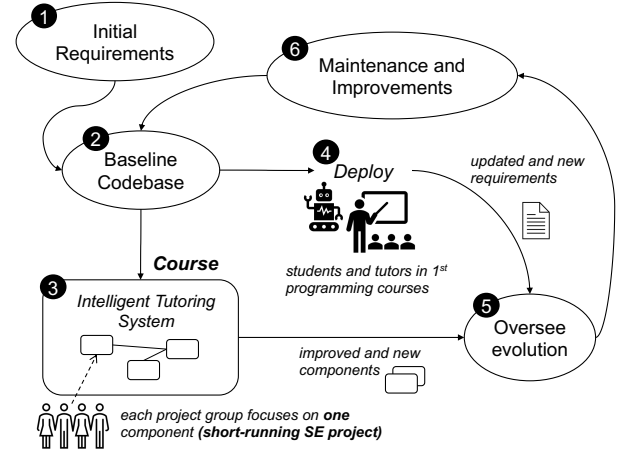 1
Initial
Requirements
6
Maintenance and
Improvements
2
Baseline
Codebase
4
Deploy
updated and new
requirements
students and tutors in 1st
programming courses
Course
3
Intelligent Tutoring
System
5
Oversee
evolution
improved and new
components
each project group focuses on one
component (short-running SE project)